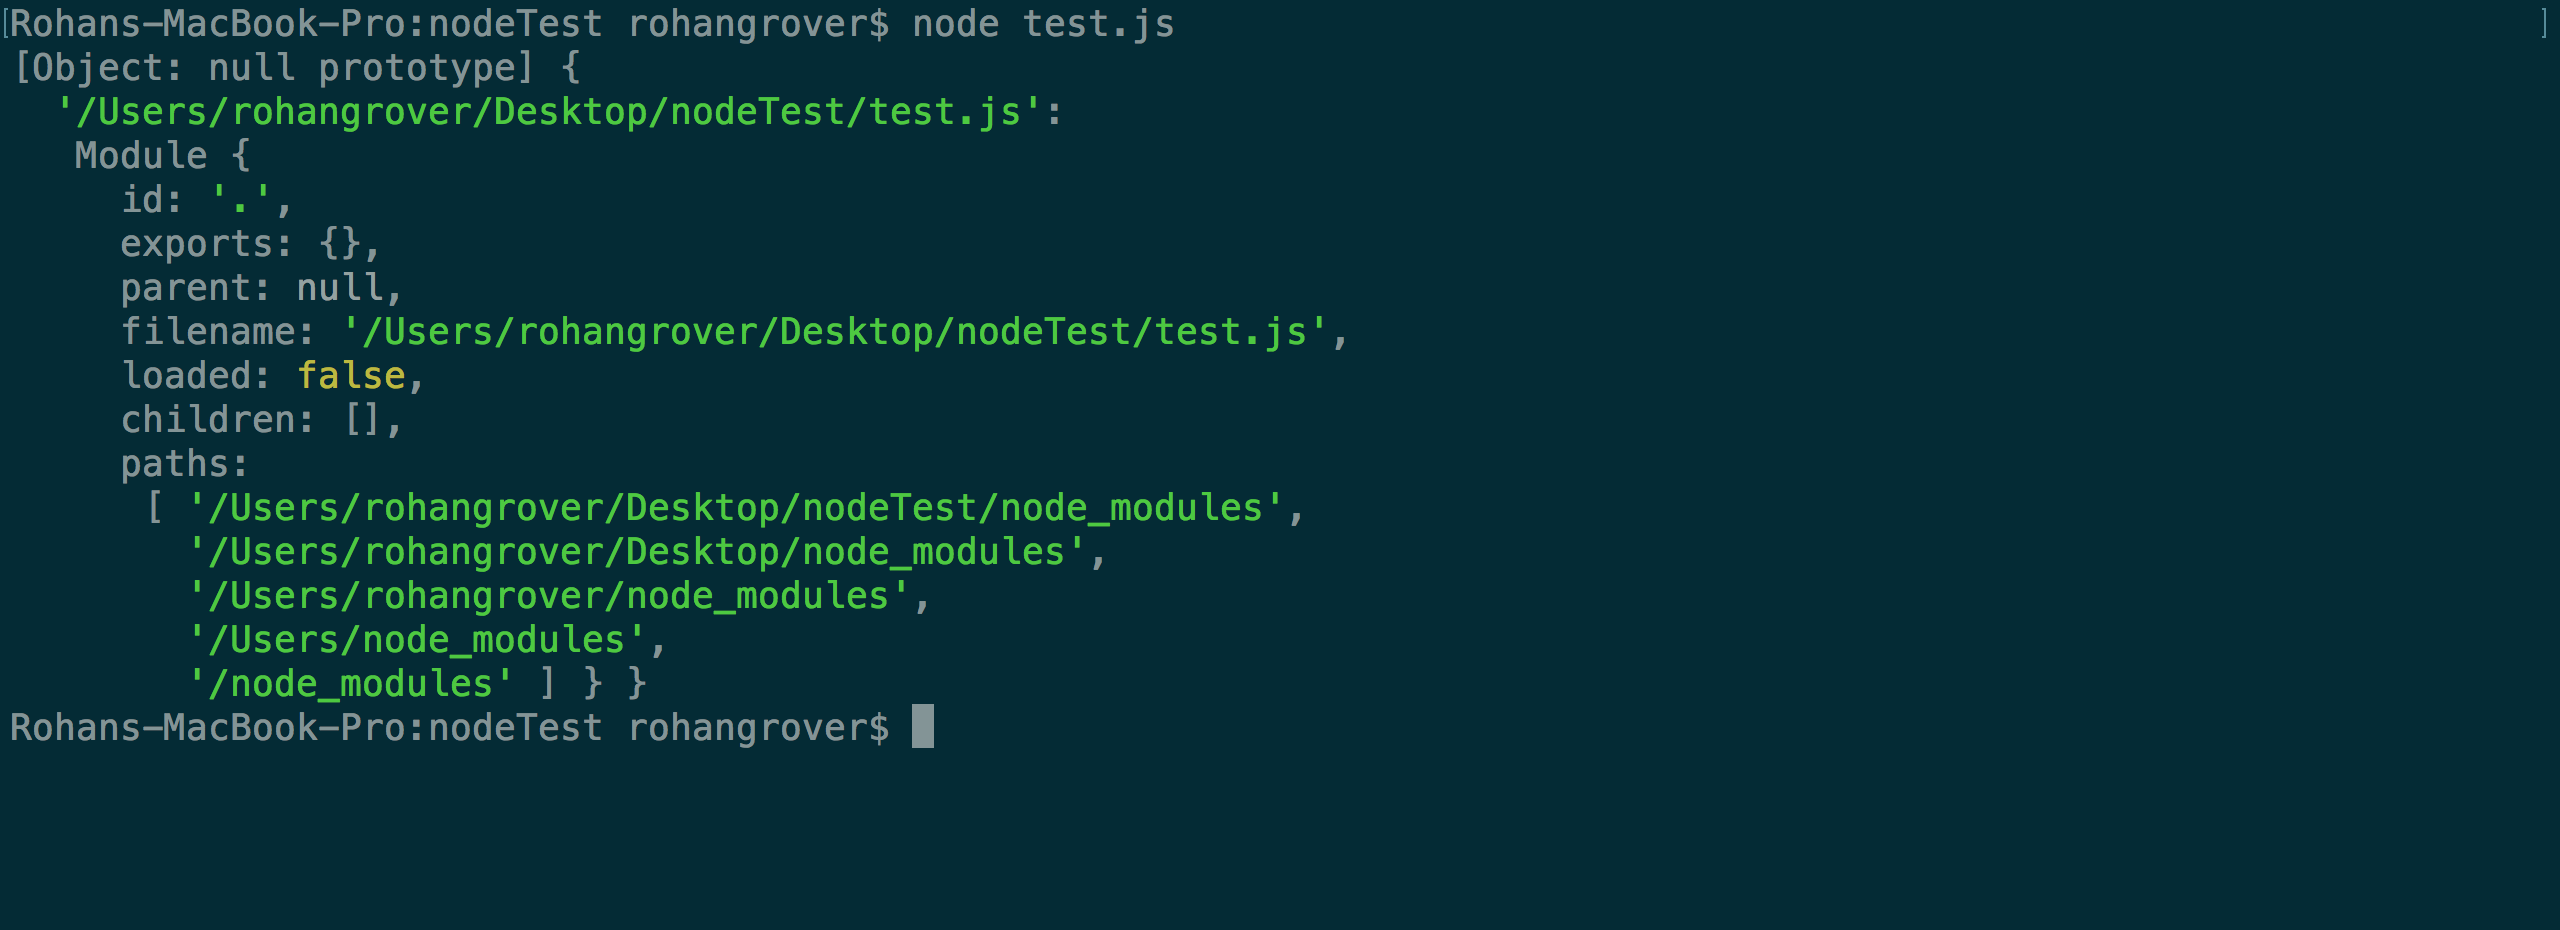 [Rohans-MacBook-Pro:nodeTest rohangrover$ node test.js ]
[Object: null prototype] {
  '/Users/rohangrover/Desktop/nodeTest/test.js':
   Module {
     id: '.',
     exports: {},
     parent: null,
     filename: '/Users/rohangrover/Desktop/nodeTest/test.js',
     loaded: false,
     children: [],
     paths:
      [ '/Users/rohangrover/Desktop/nodeTest/node_modules',
        '/Users/rohangrover/Desktop/node_modules',
        '/Users/rohangrover/node_modules',
        '/Users/node_modules',
        '/node_modules' ] } }
Rohans-MacBook-Pro:nodeTest rohangrover$